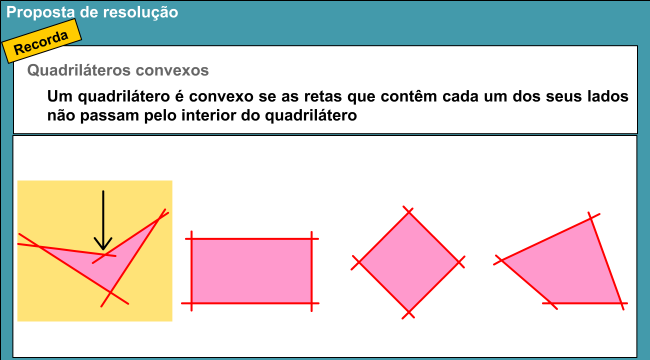 Proposta de resolução
Recorda
Quadriláteros convexos
Um quadrilátero é convexo se as retas que contêm cada um dos seus lados
não passam pelo interior do quadrilátero